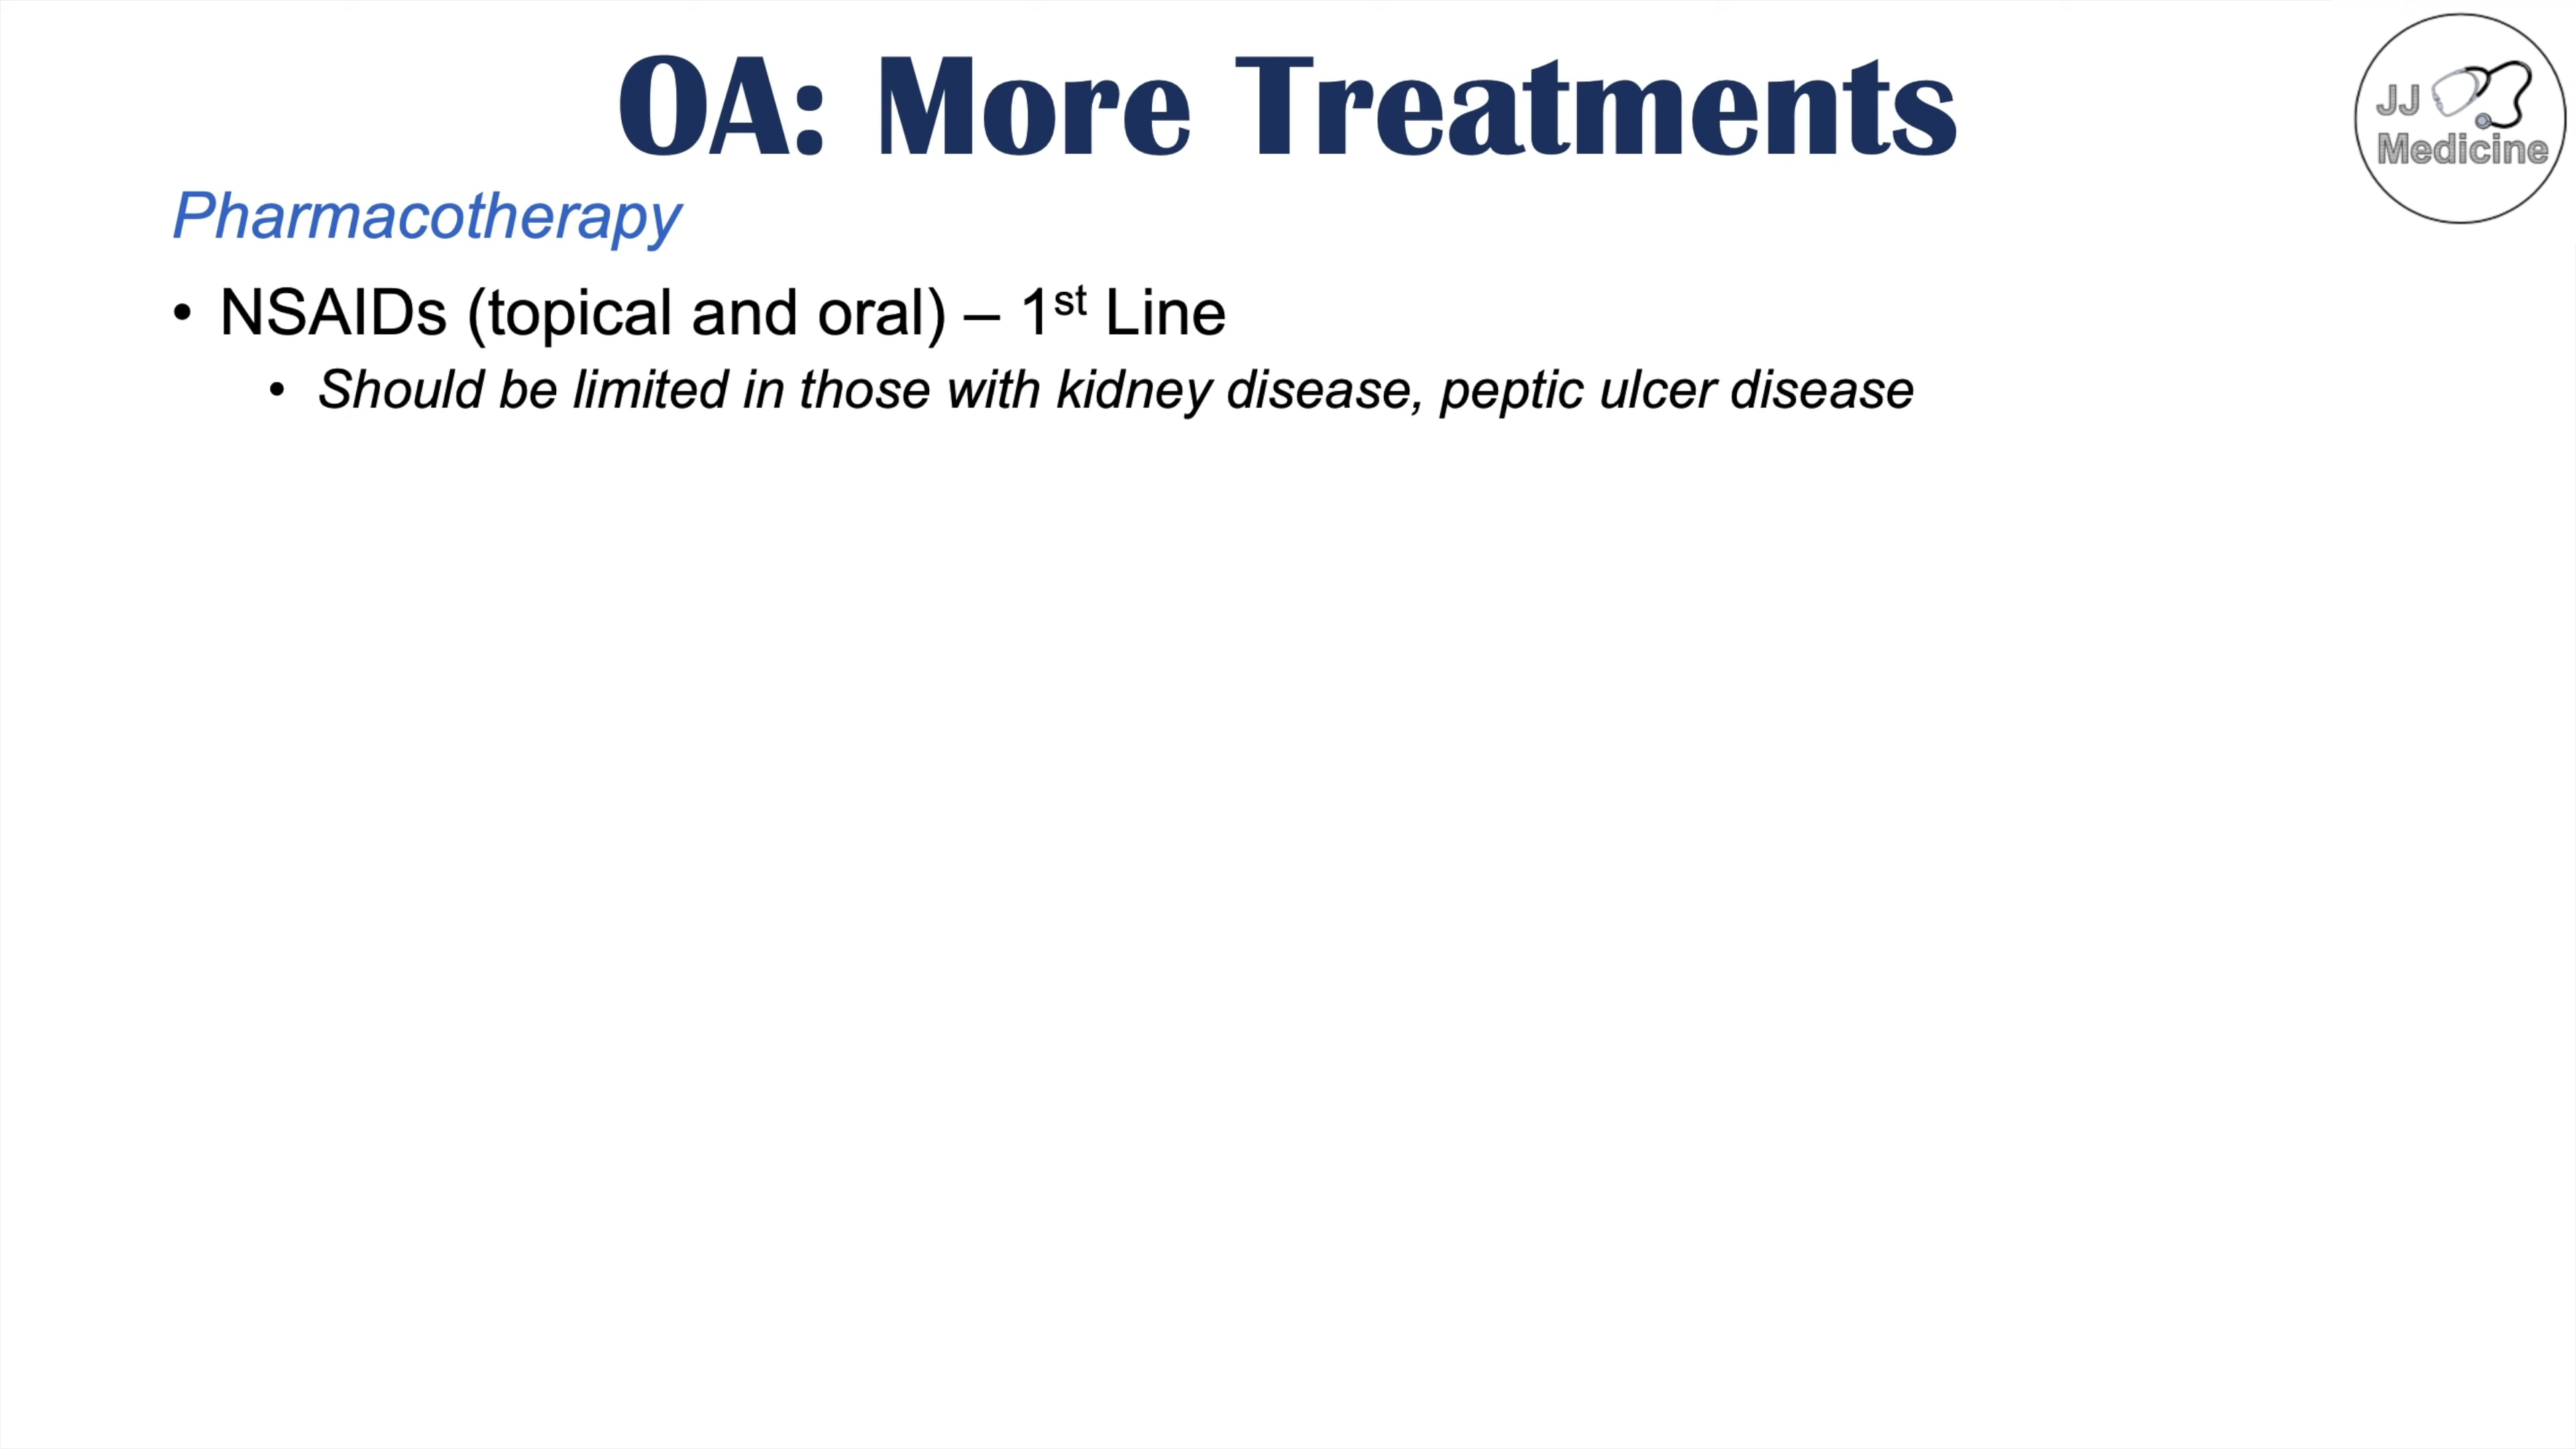 OA: More Treatments
JJ
Medicine
Pharmacotherapy
• NSAIDs (topical and oral) – 1st Line
• Should be limited in those with kidney disease, peptic ulcer disease